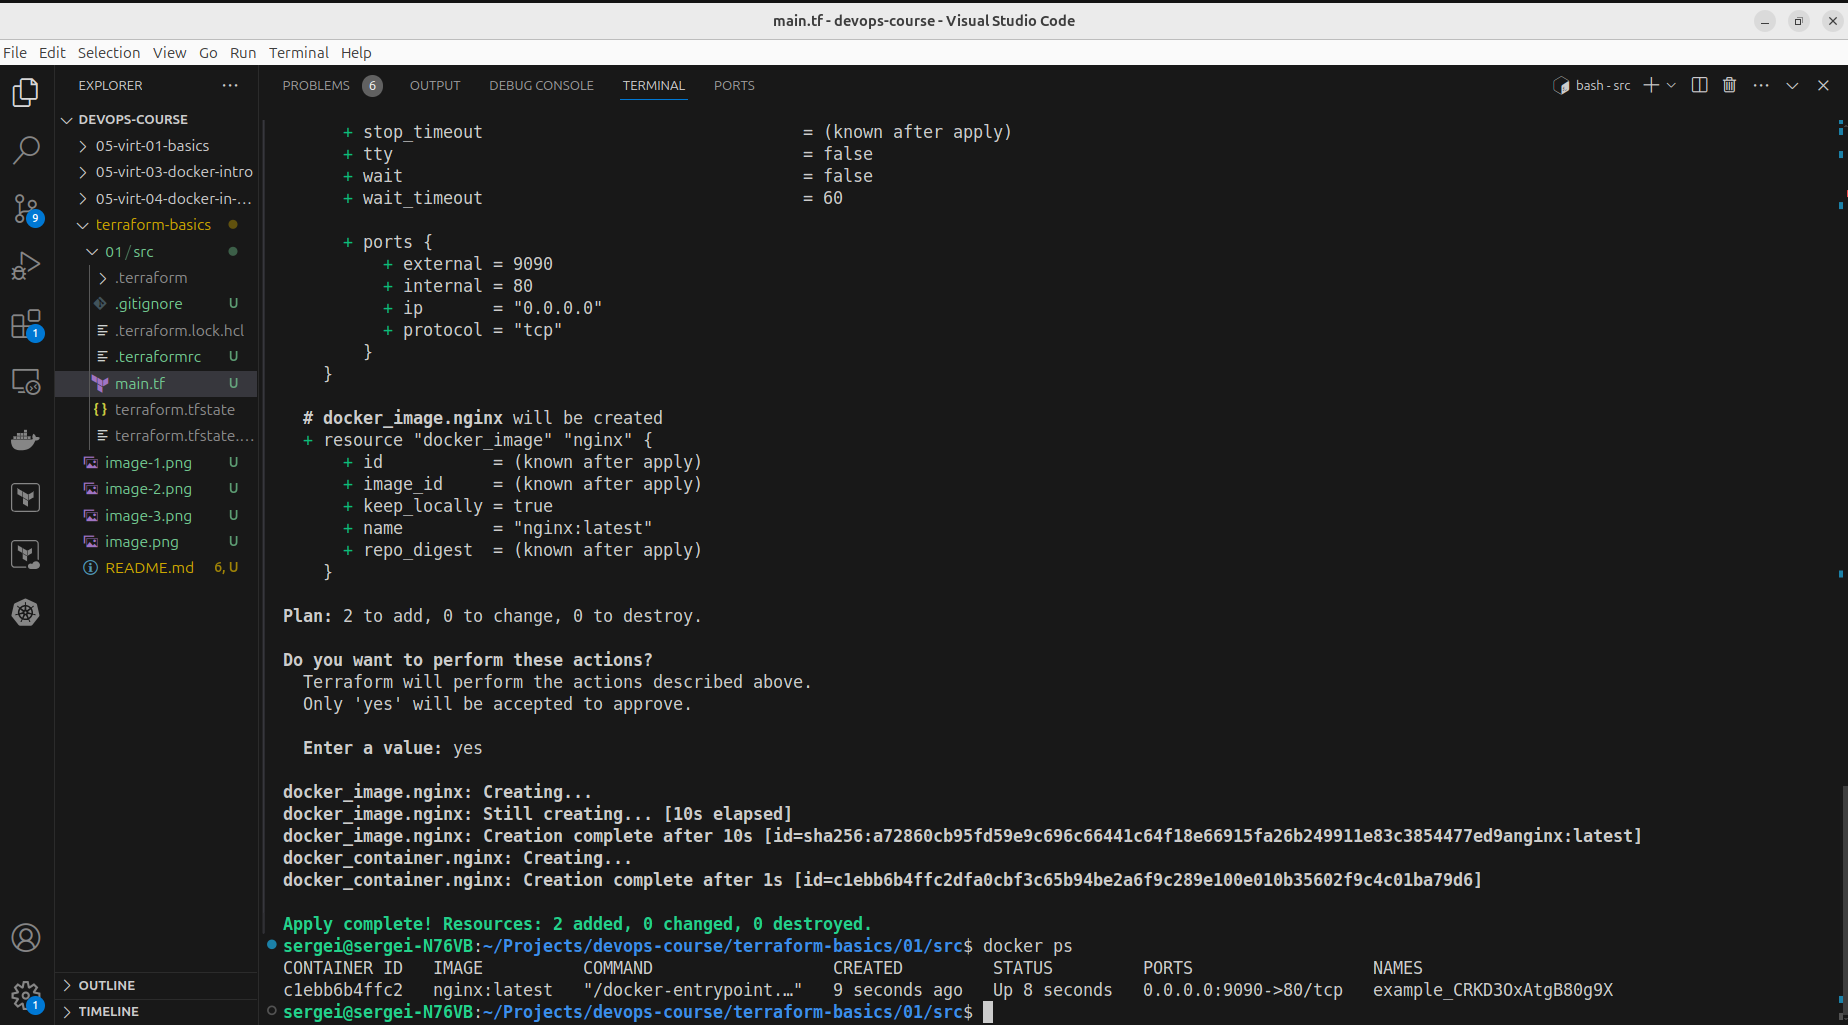 main.tf - devops-course - Visual Studio Code
File Edit Selection View Go Run Terminal Help
EXPLORER
DEVOPS-COURSE
05-virt-01-basics
05-virt-03-docker-intro
05-virt-04-docker-in-...
terraform-basics
01/src
.terraform
.gitignore U
.terraform.lock.hcl
.terraformrc U
main.tf U
terraform.tfstate
terraform.tfstate....
image-1.png U
image-2.png U
image-3.png U
image.png U
README.md 6, U
OUTLINE
TIMELINE
9
1
1
PROBLEMS 6 OUTPUT DEBUG CONSOLE TERMINAL PORTS
bash - src
+ stop_timeout = (known after apply)
+ tty = false
+ wait = false
+ wait_timeout = 60
+ ports {
+ external = 9090
+ internal = 80
+ ip = "0.0.0.0"
+ protocol = "tcp"
}
}
# docker_image.nginx will be created
+ resource "docker_image" "nginx" {
+ id = (known after apply)
+ image_id = (known after apply)
+ keep_locally = true
+ name = "nginx:latest"
+ repo_digest = (known after apply)
}
Plan: 2 to add, 0 to change, 0 to destroy.
Do you want to perform these actions?
Terraform will perform the actions described above.
Only 'yes' will be accepted to approve.
Enter a value: yes
docker_image.nginx: Creating...
docker_image.nginx: Still creating... [10s elapsed]
docker_image.nginx: Creation complete after 10s [id=sha256:a72860cb95fd59e9c696c66441c64f18e66915fa26b249911e83c3854477ed9anginx:latest]
docker_container.nginx: Creating...
docker_container.nginx: Creation complete after 1s [id=c1ebb6b4ffc2dfa0cbf3c65b94be2a6f9c289e100e010b35602f9c4c01ba79d6]
Apply complete! Resources: 2 added, 0 changed, 0 destroyed.
sergei@sergei-N76VB:~/Projects/devops-course/terraform-basics/01/src$ docker ps
CONTAINER ID IMAGE COMMAND CREATED STATUS PORTS NAMES
c1ebb6b4ffc2 nginx:latest "/docker-entrypoint.…" 9 seconds ago Up 8 seconds 0.0.0.0:9090->80/tcp example_CRKD3OxAtgB80g9X
sergei@sergei-N76VB:~/Projects/devops-course/terraform-basics/01/src$